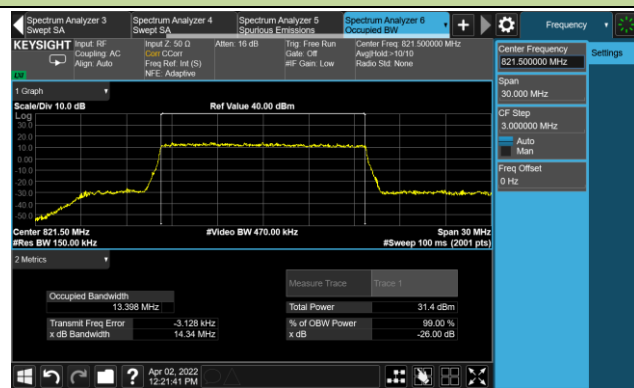 Spectrum Analyzer 3
Swept SA
Spectrum Analyzer 4
Swept SA
Spectrum Analyzer 5
Spurious Emissions
Spectrum Analyzer 6
Occupied BW
Frequency
KEYSIGHT
Input: RF
Coupling: AC
Align: Auto
Input Z: 50 Ω
Corr CCorr
Freq Ref: Int (S)
NFE: Adaptive
Atten: 16 dB
Trig: Free Run
Gate: Off
#IF Gain: Low
Center Freq: 821.500000 MHz
Avg|Hold:>10/10
Radio Std: None
Center Frequency
821.500000 MHz
Settings
Span
30.000 MHz
CF Step
3.000000 MHz
Auto
Man
Freq Offset
0 Hz
1 Graph
Scale/Div 10.0 dB
Ref Value 40.00 dBm
Log
30.0
20.0
10.0
0.00
-10.0
-20.0
-30.0
-40.0
-50.0
Center 821.50 MHz
#Res BW 150.00 kHz
#Video BW 470.00 kHz
Span 30 MHz
#Sweep 100 ms (2001 pts)
2 Metrics
Measure Trace
Trace 1
Occupied Bandwidth
13.398 MHz
Total Power
31.4 dBm
Transmit Freq Error
-3.128 kHz
% of OBW Power
99.00 %
x dB Bandwidth
14.34 MHz
x dB
-26.00 dB
?
Apr 02, 2022
12:21:41 PM